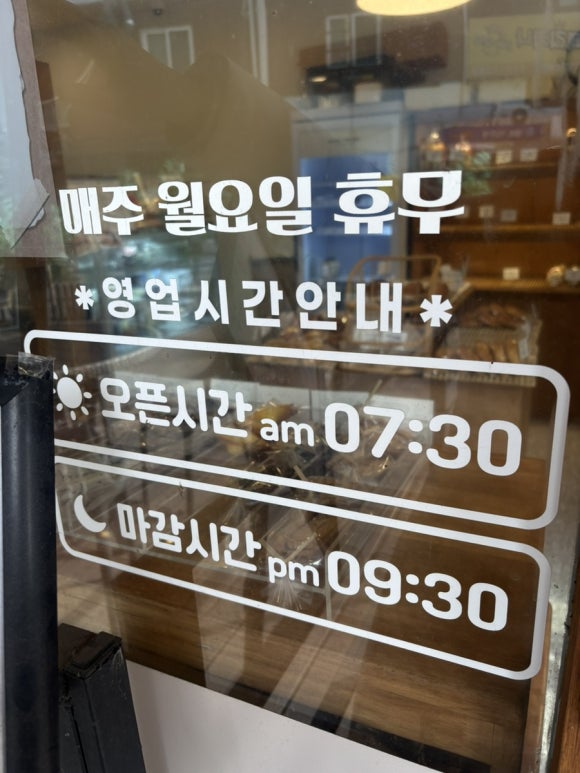 매주 월요일 휴무
* 영업시간안내 *
오픈시간 am 07:30
마감시간 pm 09:30